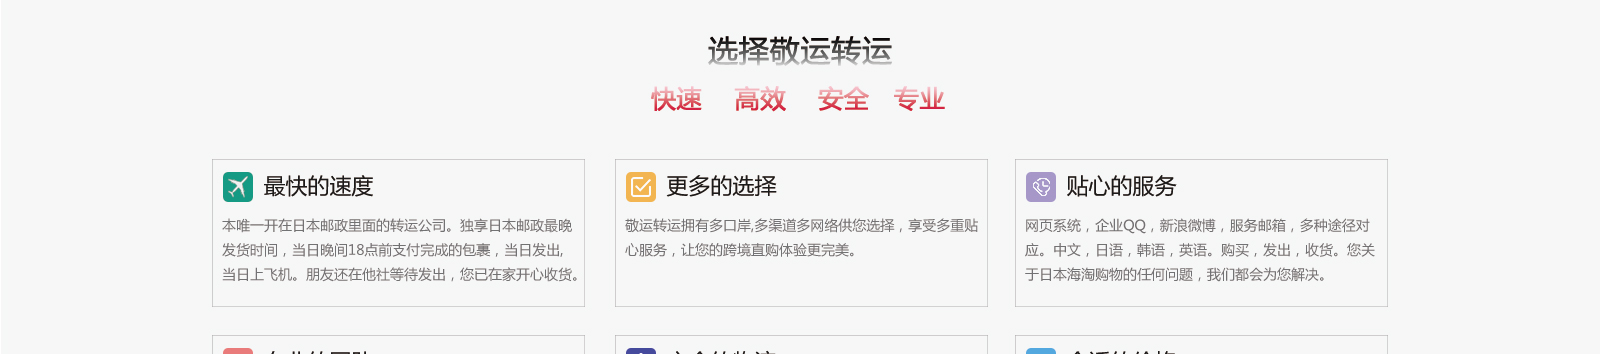 选择敬运转运
快速 高效 安全 专业
最快的速度
本唯一开在日本邮政里面的转运公司。独享日本邮政最晚
发货时间，当日晚间18点前支付完成的包裹，当日发出,
当日上飞机。朋友还在他社等待发出，您已在家开心收货。
更多的选择
敬运转运拥有多口岸,多渠道多网络供您选择，享受多重贴
心服务，让您的跨境直购体验更完美。
贴心的服务
网页系统，企业QQ，新浪微博，服务邮箱，多种途径对
应。中文，日语，韩语，英语。购买，发出，收货。您关
于日本海淘购物的任何问题，我们都会为您解决。